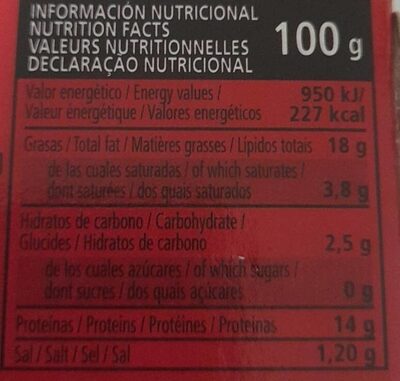 INFORMACIÓN NUTRICIONAL
NUTRITION FACTS
VALEURS NUTRITIONNELLES
DECLARAÇÃO NUTRICIONAL
100 g
Valor energético / Energy values / 950 kJ/
Valeur énergétique / Valores energéticos 227 kcal
Grasas / Total fat / Matières grasses / Lípidos totais 18 g
de las cuales saturadas / of which saturates /
dont saturées / dos quais saturados 3,8 g
Hidratos de carbono / Carbohydrate /
Glucides / Hidratos de carbono 2,5 g
de los cuales azúcares / of which sugars /
dont sucres / dos quais açúcares 0 g
Proteínas / Proteins / Protéines / Proteínas 14 g
Sal / Salt / Sel / Sal 1,20 g